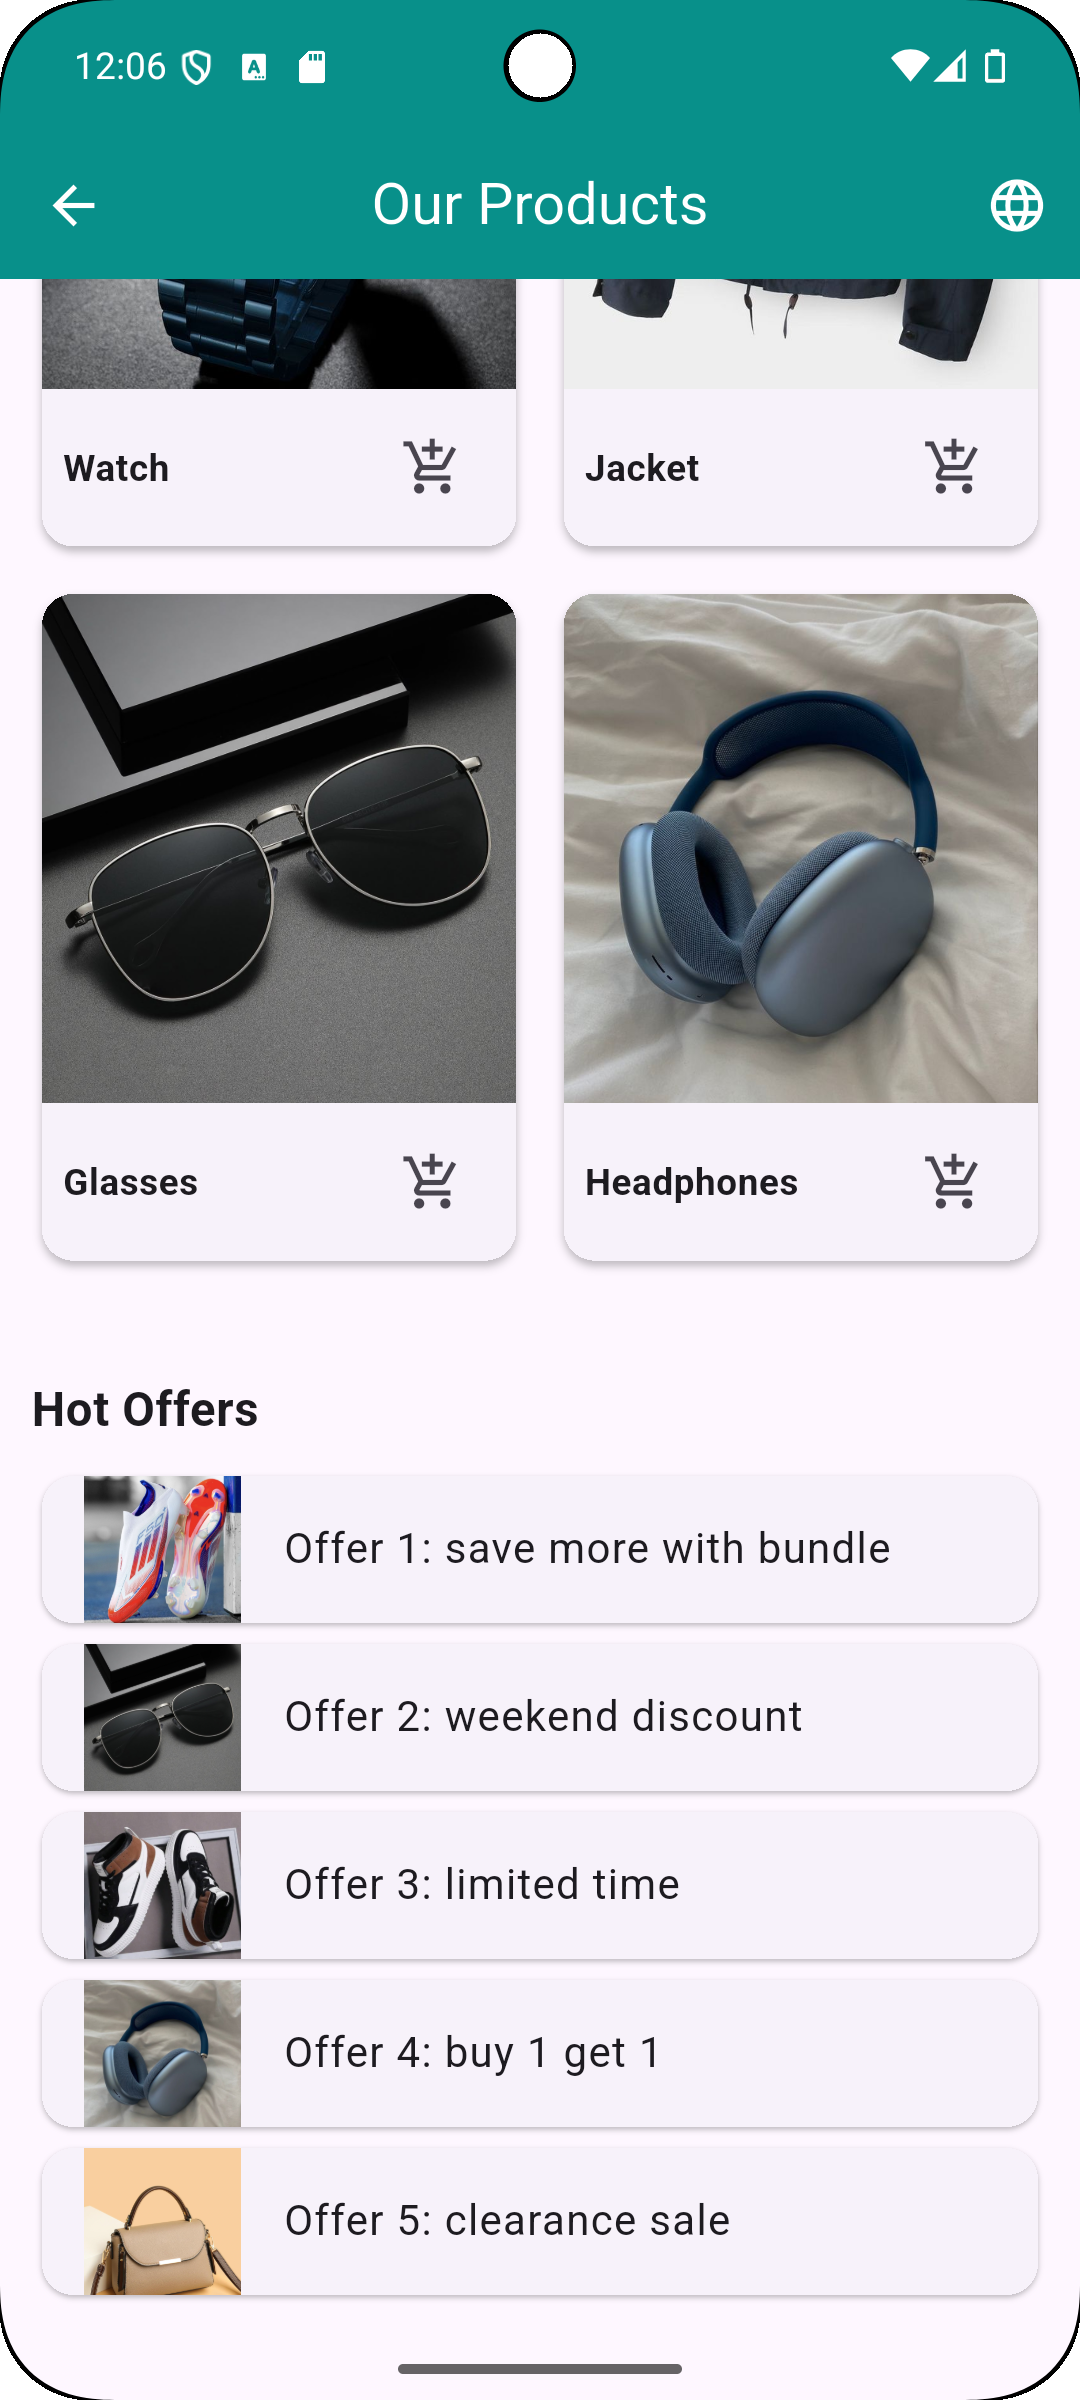 12:06
Our Products
Watch
Jacket
Glasses
Headphones
Hot Offers
Offer 1: save more with bundle
Offer 2: weekend discount
Offer 3: limited time
Offer 4: buy 1 get 1
Offer 5: clearance sale